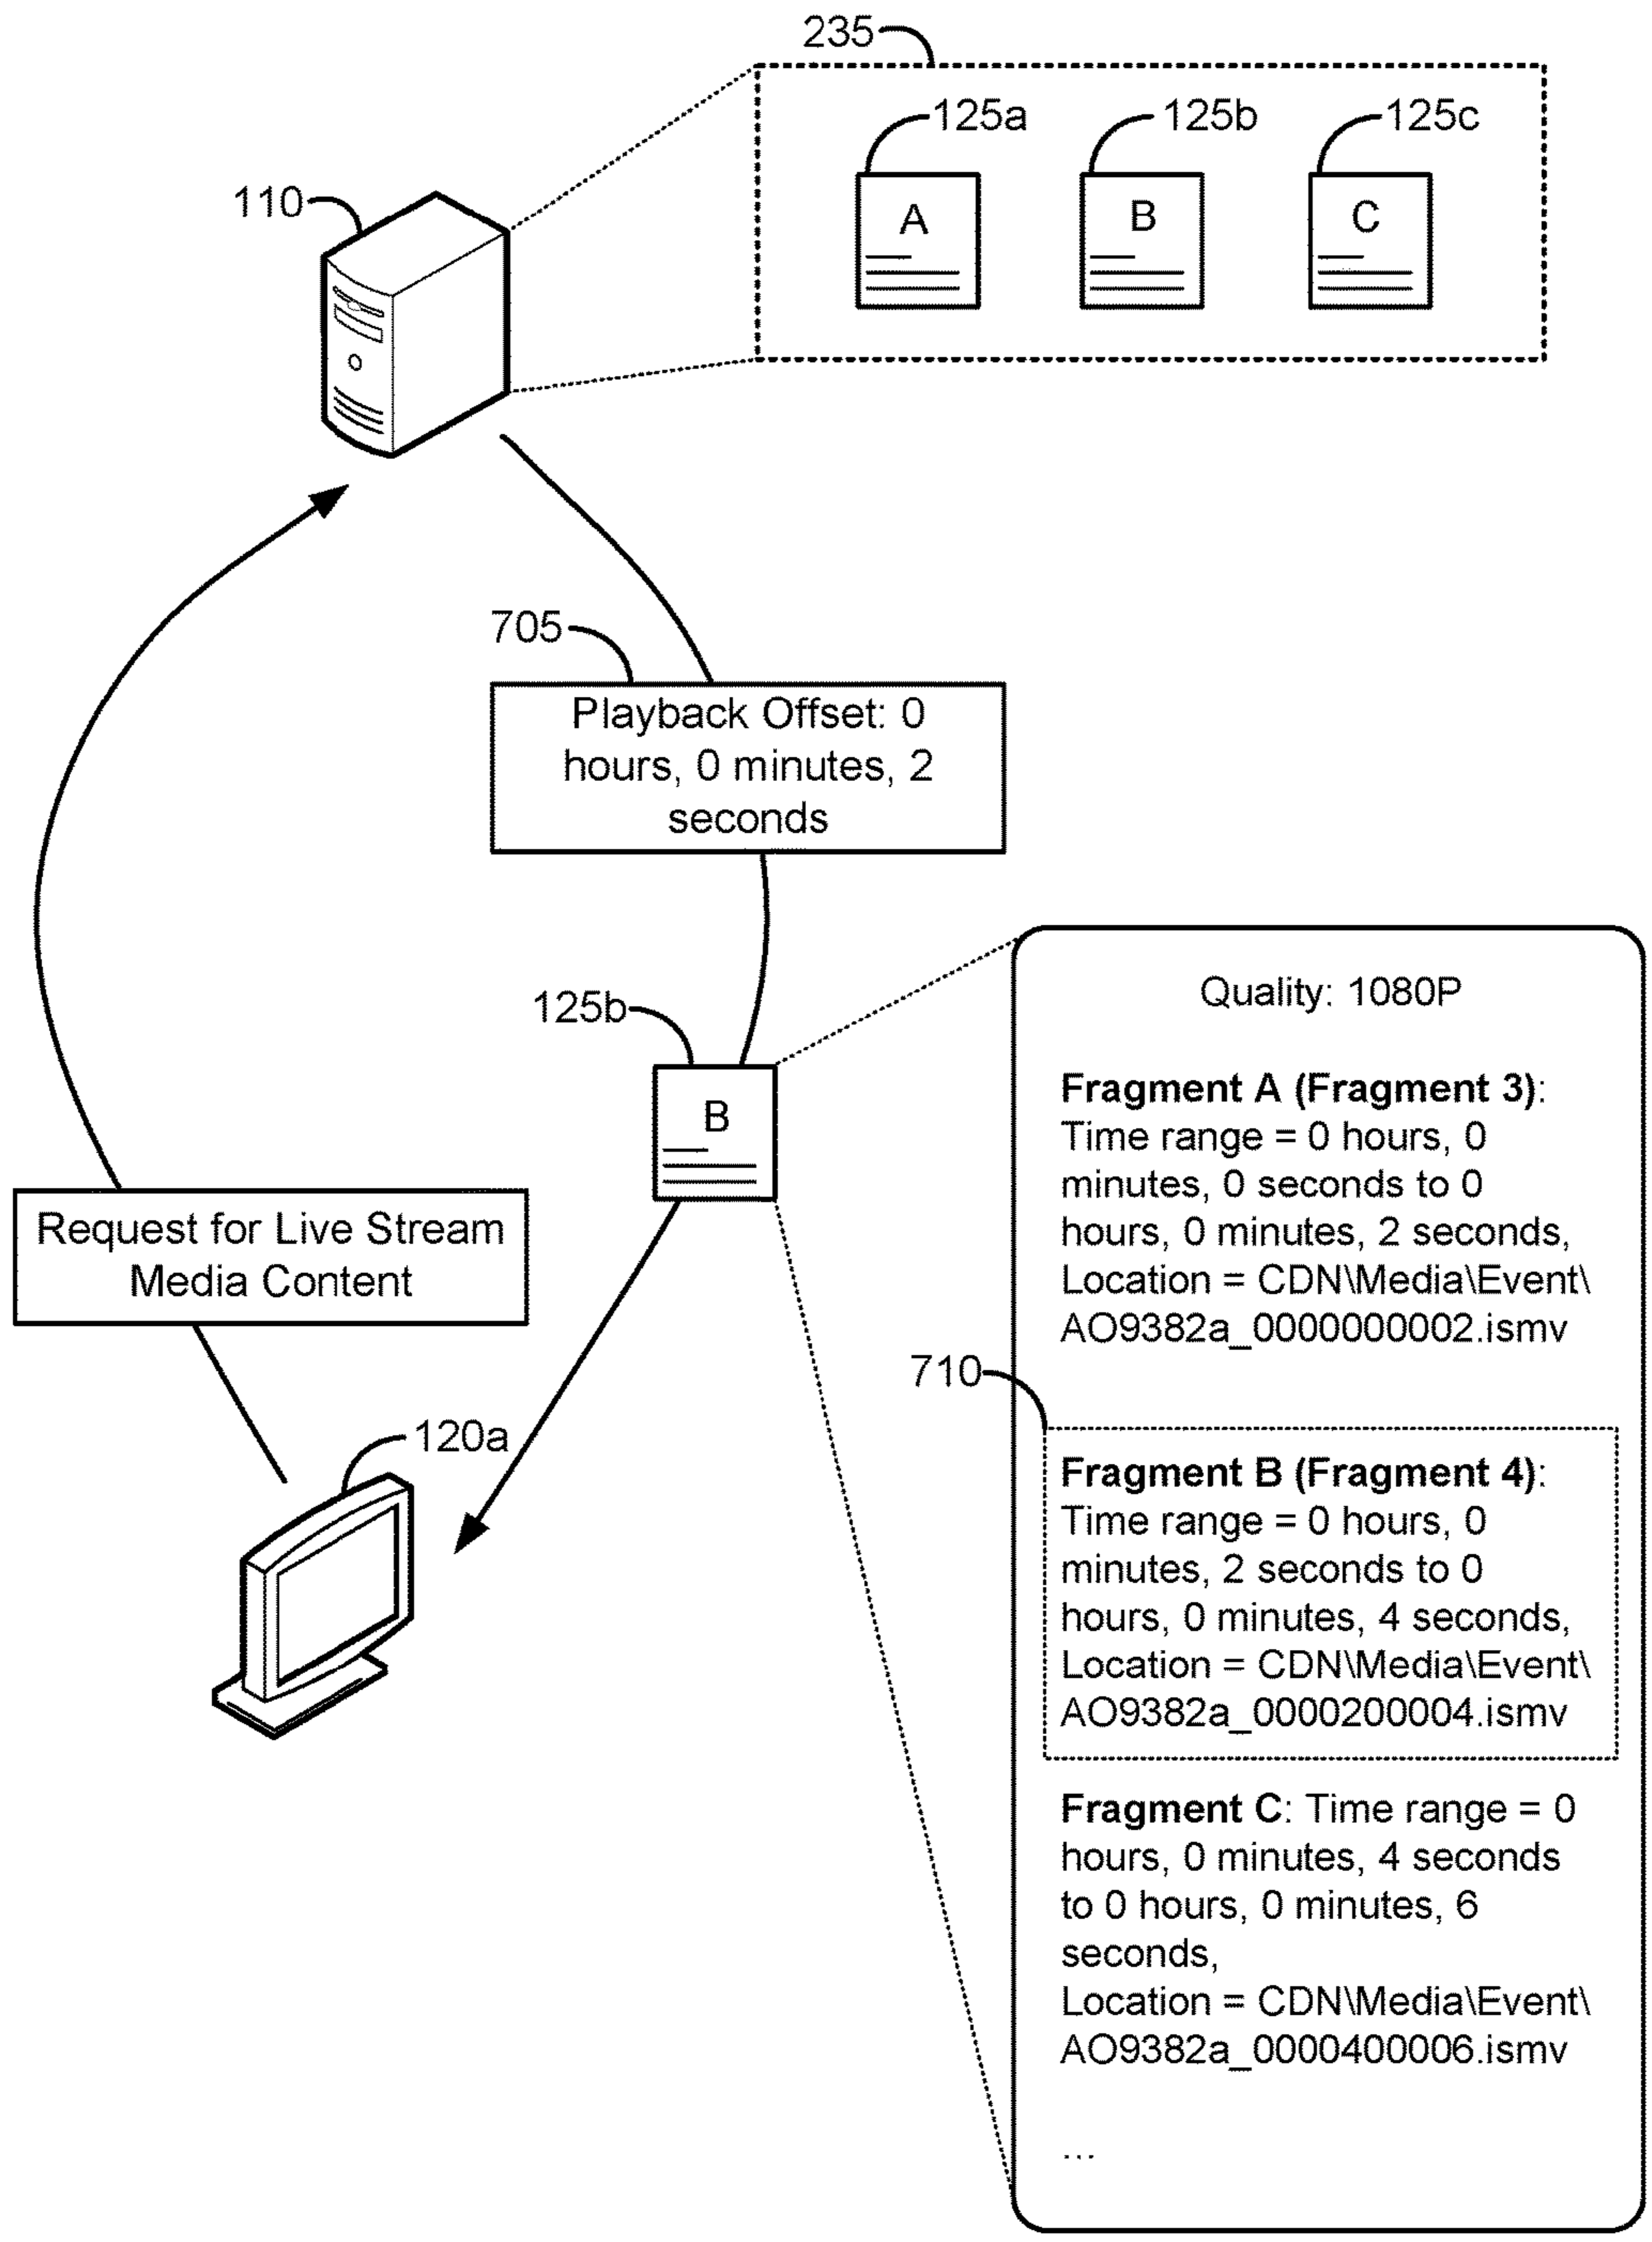 235
125a
125b
125c
110
A
B
C
705
Playback Offset: 0
hours, 0 minutes, 2
seconds
125b
B
Request for Live Stream
Media Content
120a
Quality: 1080P
Fragment A (Fragment 3):
Time range = 0 hours, 0
minutes, 0 seconds to 0
hours, 0 minutes, 2 seconds,
Location = CDN\Media\Event\
AO9382a_0000000002.ismv
710
Fragment B (Fragment 4):
Time range = 0 hours, 0
minutes, 2 seconds to 0
hours, 0 minutes, 4 seconds,
Location = CDN\Media\Event\
AO9382a_0000200004.ismv
Fragment C: Time range = 0
hours, 0 minutes, 4 seconds
to 0 hours, 0 minutes, 6
seconds,
Location = CDN\Media\Event\
AO9382a_0000400006.ismv
...